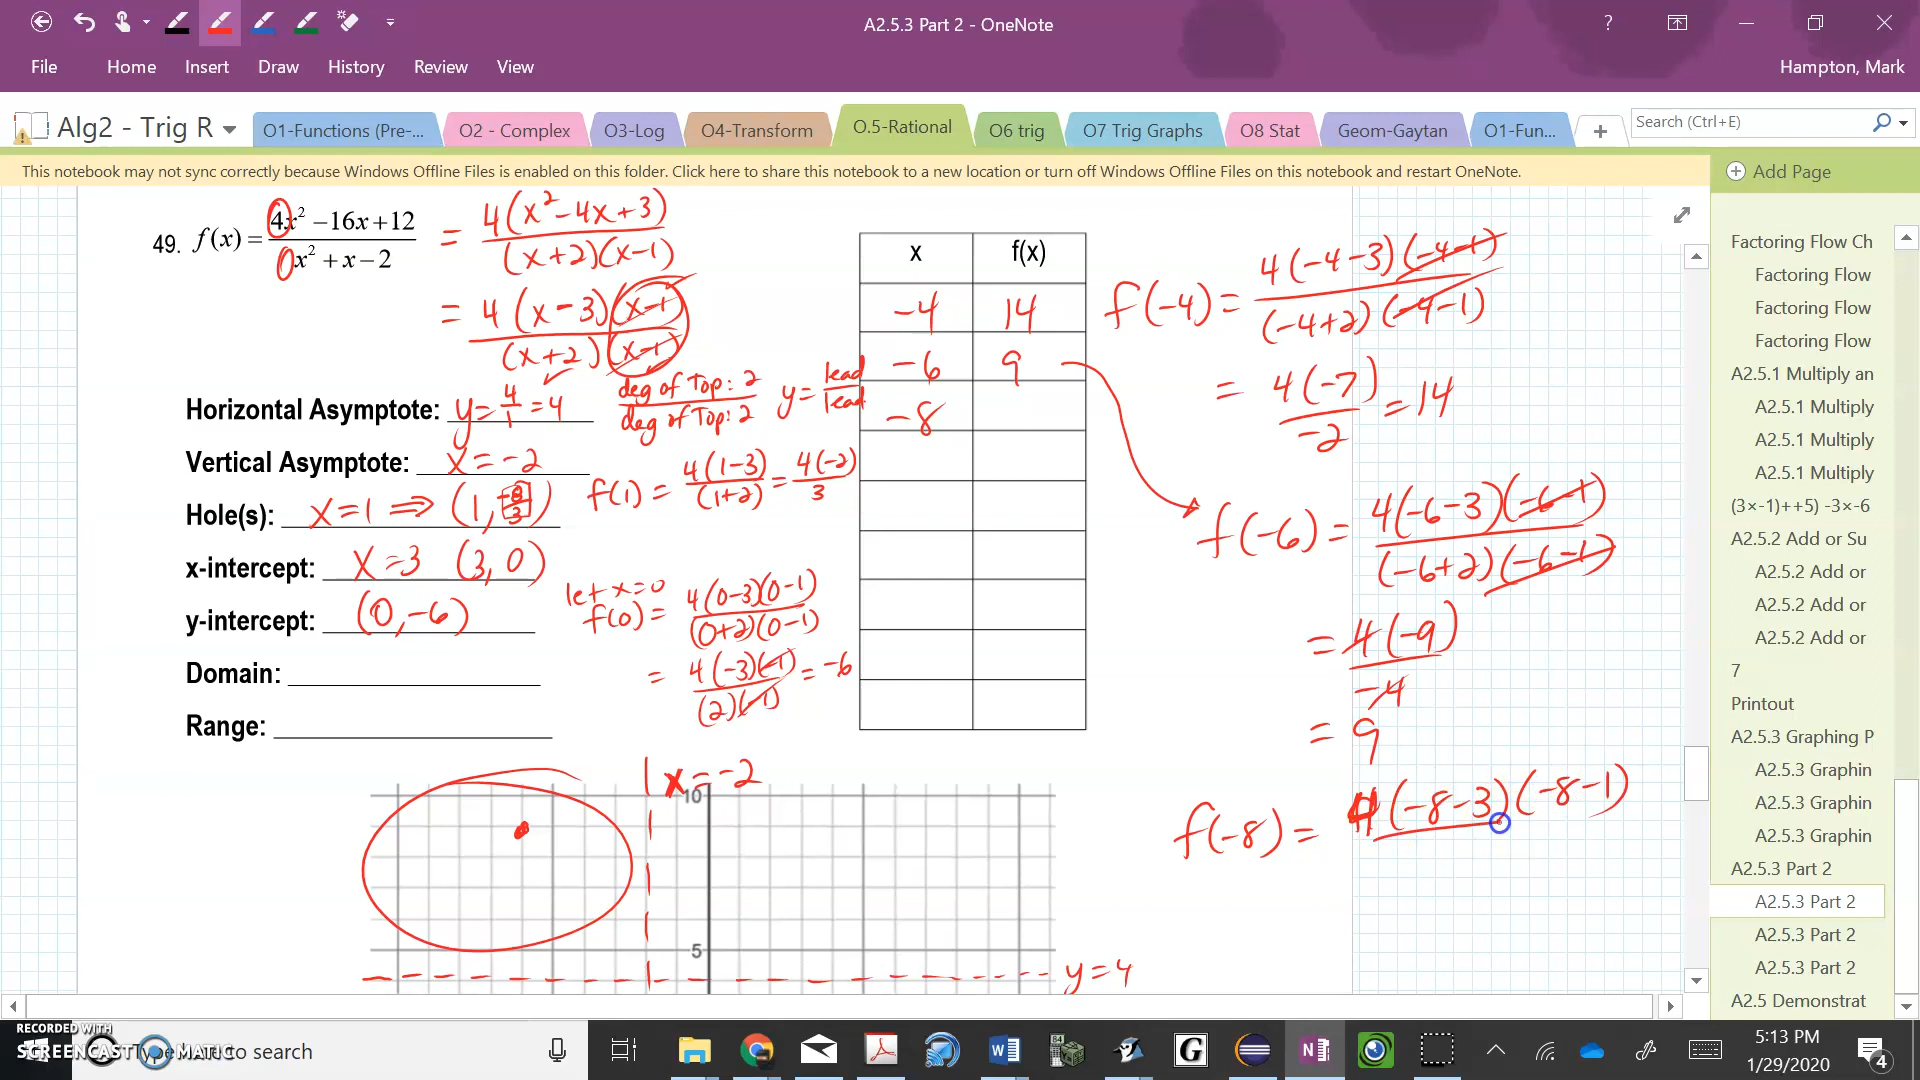 A2.5.3 Part 2 - OneNote
?
File Home Insert Draw History Review View
Hampton, Mark
Alg2 - Trig R
O1-Functions (Pre-... O2 - Complex O3-Log O4-Transform O.5-Rational O6 trig O7 Trig Graphs O8 Stat Geom-Gaytan O1-Fun... +
Search (Ctrl+E)
This notebook may not sync correctly because Windows Offline Files is enabled on this folder. Click here to share this notebook to a new location or turn off Windows Offline Files on this notebook and restart OneNote.
49. f(x) = 4x² −16x+12 / x² + x − 2 = 4(x²-4x+3) / (x+2)(x-1)
= 4(x-3)(x-1) / (x+2)(x-1)
Horizontal Asymptote: y = 4/1 = 4
deg of Top: 2
deg of Top: 2
y = lead / lead
Vertical Asymptote: x = -2
Hole(s): x=1 ⇒ (1, -8/3)
f(1) = 4(1-3) / (1+2) = 4(-2) / 3
x-intercept: x=3 (3,0)
y-intercept: (0,-6)
let x=0
f(0) = 4(0-3)(0-1) / (0+2)(0-1)
= 4(-3)(-1) / (2)(-1) = -6
Domain:
Range:
x f(x)
-4 14
-6 9
-8
f(-4) = 4(-4-3)(-4-1) / (-4+2)(-4-1)
= 4(-7) / -2 = 14
f(-6) = 4(-6-3)(-6-1) / (-6+2)(-6-1)
= 4(-9) / -4
= 9
f(-8) = 4(-8-3)(-8-1)
x = -2
10
5
y=4
Add Page
Factoring Flow Ch
Factoring Flow
Factoring Flow
Factoring Flow
A2.5.1 Multiply an
A2.5.1 Multiply
A2.5.1 Multiply
A2.5.1 Multiply
(3×-1)++5) -3×-6
A2.5.2 Add or Su
A2.5.2 Add or
A2.5.2 Add or
A2.5.2 Add or
7
Printout
A2.5.3 Graphing P
A2.5.3 Graphin
A2.5.3 Graphin
A2.5.3 Graphin
A2.5.3 Part 2
A2.5.3 Part 2
A2.5.3 Part 2
A2.5.3 Part 2
A2.5 Demonstrat
RECORDED WITH
SCREENCAST MATIC
to search
5:13 PM
1/29/2020
4